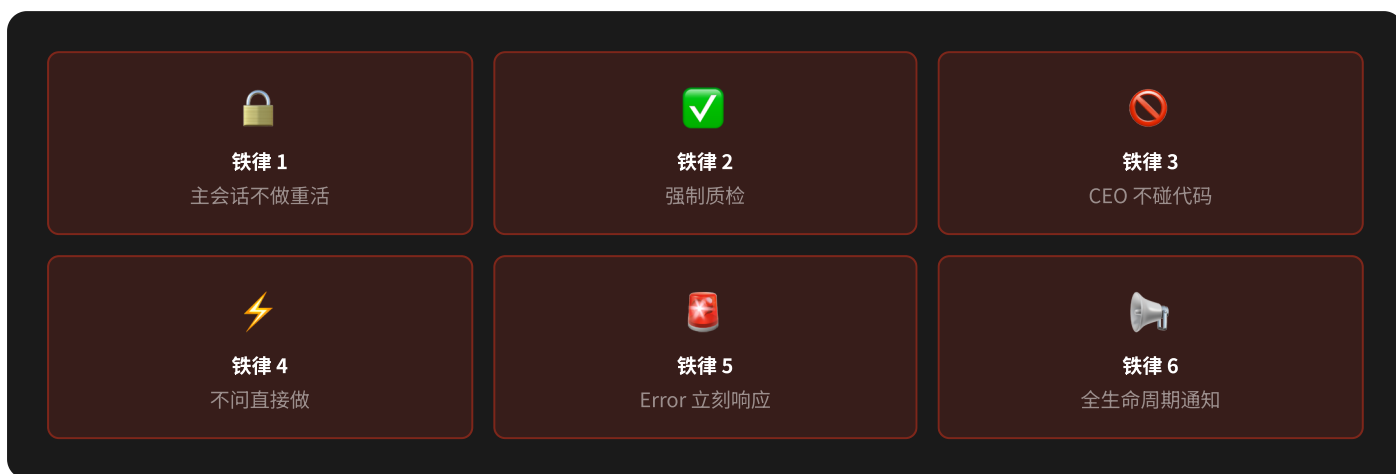 铁律 1
主会话不做重活
铁律 2
强制质检
铁律 3
CEO 不碰代码
铁律 4
不问直接做
铁律 5
Error 立刻响应
铁律 6
全生命周期通知